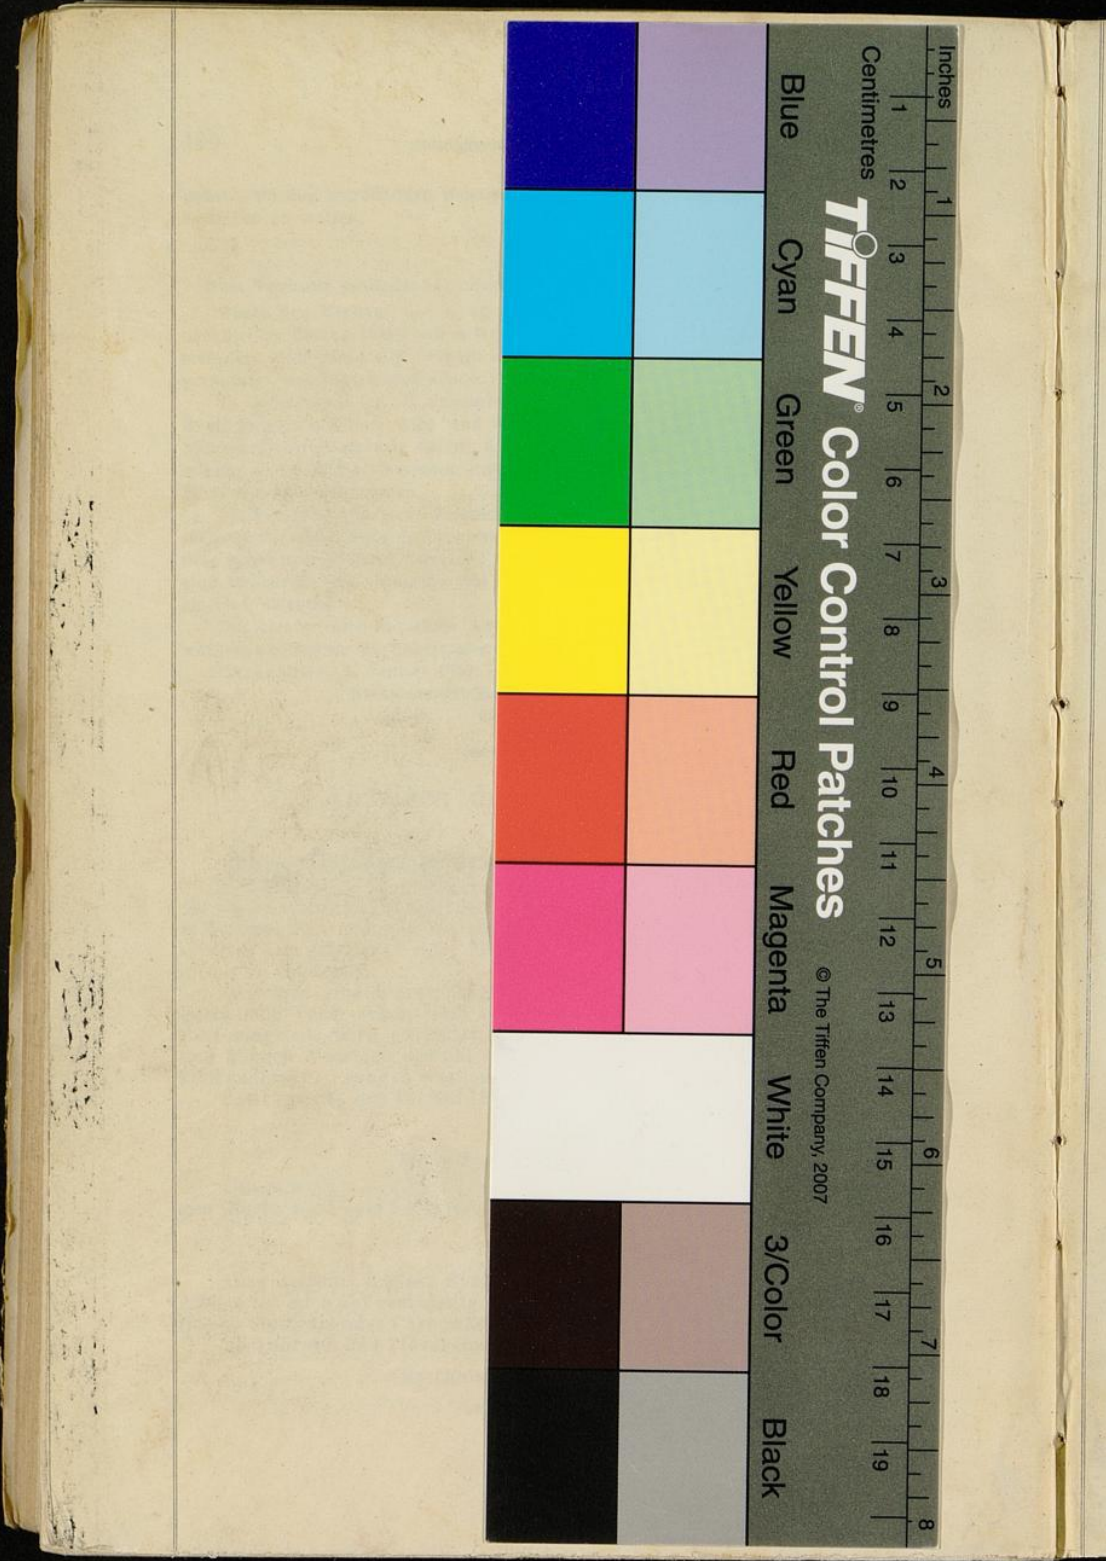 Inches 1 2 3 4 5 6 7 8
Centimetres 1 2 3 4 5 6 7 8 9 10 11 12 13 14 15 16 17 18 19
TIFFEN® Color Control Patches © The Tiffen Company, 2007
Blue Cyan Green Yellow Red Magenta White 3/Color Black